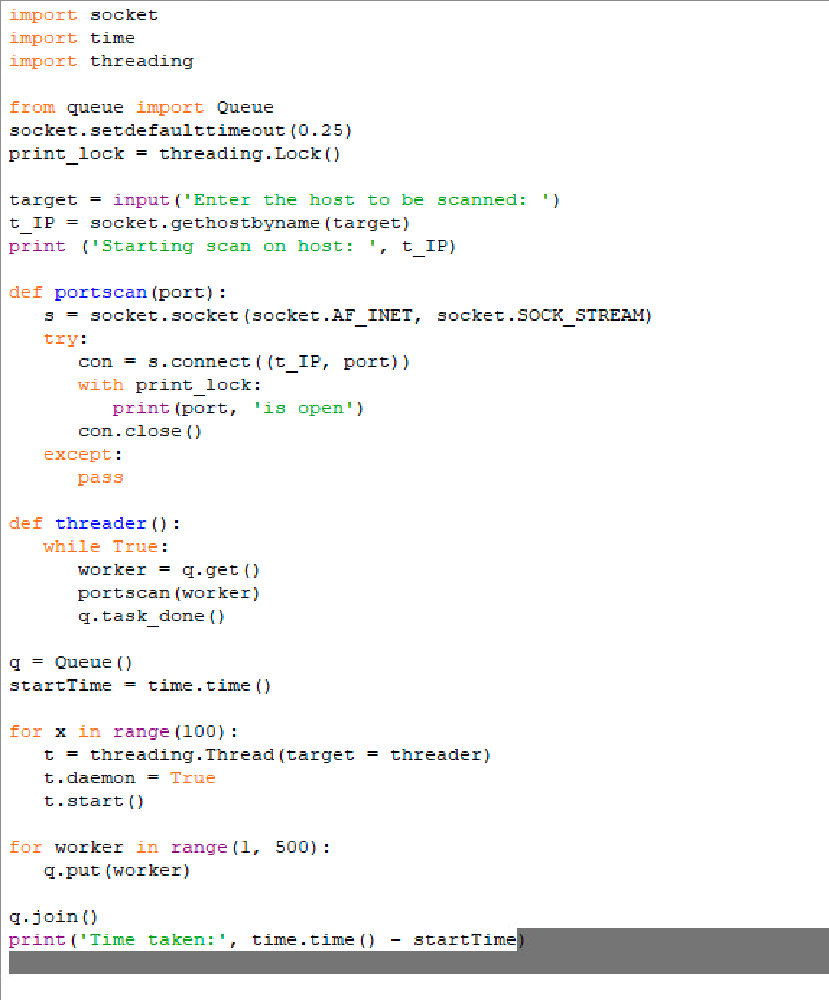 import socket
import time
import threading

from queue import Queue
socket.setdefaulttimeout(0.25)
print_lock = threading.Lock()

target = input('Enter the host to be scanned: ')
t_IP = socket.gethostbyname(target)
print ('Starting scan on host: ', t_IP)

def portscan(port):
   s = socket.socket(socket.AF_INET, socket.SOCK_STREAM)
   try:
      con = s.connect((t_IP, port))
      with print_lock:
         print(port, 'is open')
      con.close()
   except:
      pass

def threader():
   while True:
      worker = q.get()
      portscan(worker)
      q.task_done()

q = Queue()
startTime = time.time()

for x in range(100):
   t = threading.Thread(target = threader)
   t.daemon = True
   t.start()

for worker in range(1, 500):
   q.put(worker)

q.join()
print('Time taken:', time.time() - startTime)